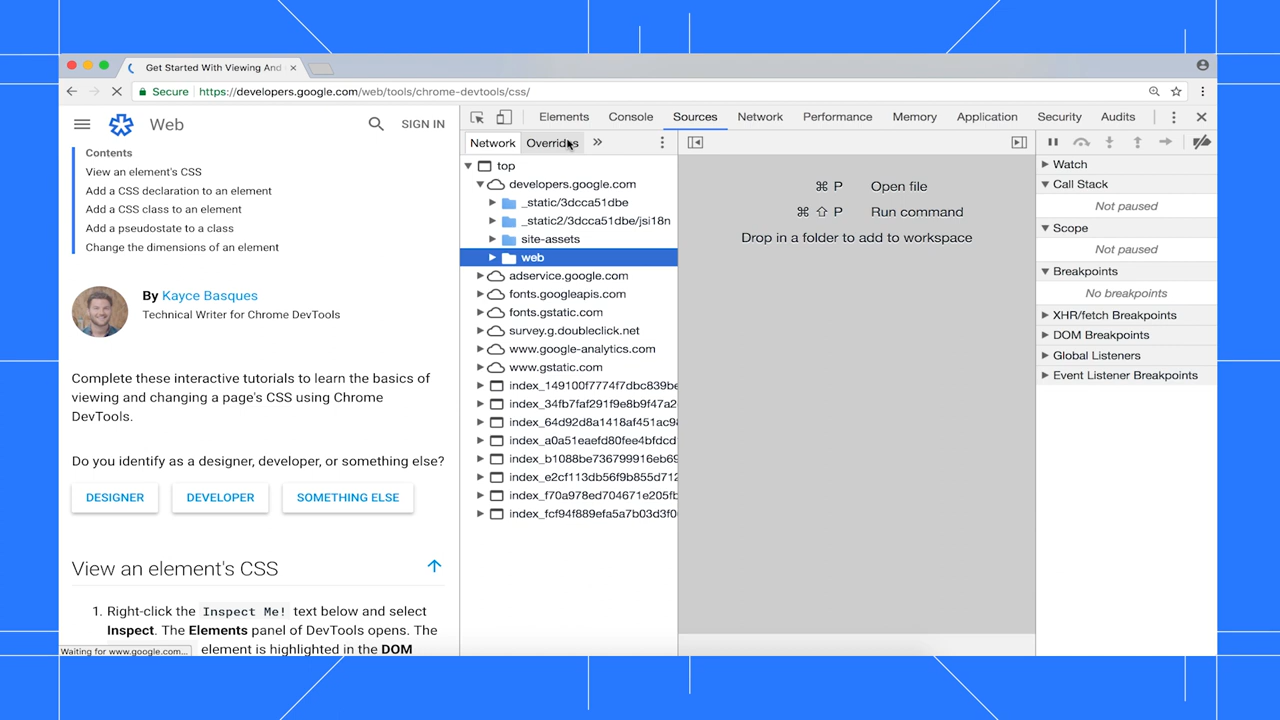 Get Started With Viewing And
Secure https://developers.google.com/web/tools/chrome-devtools/css/
Web SIGN IN
Contents
View an element's CSS
Add a CSS declaration to an element
Add a CSS class to an element
Add a pseudostate to a class
Change the dimensions of an element
By Kayce Basques
Technical Writer for Chrome DevTools
Complete these interactive tutorials to learn the basics of
viewing and changing a page's CSS using Chrome
DevTools.
Do you identify as a designer, developer, or something else?
DESIGNER DEVELOPER SOMETHING ELSE
View an element's CSS
1. Right-click the Inspect Me! text below and select
Inspect. The Elements panel of DevTools opens. The
element is highlighted in the DOM
Waiting for www.google.com...
Elements Console Sources Network Performance Memory Application Security Audits
Network Overrides »
top
developers.google.com
_static/3dcca51dbe
_static2/3dcca51dbe/jsi18n
site-assets
web
adservice.google.com
fonts.googleapis.com
fonts.gstatic.com
survey.g.doubleclick.net
www.google-analytics.com
www.gstatic.com
index_149100f7774f7dbc839be
index_34fb7faf291f9e8b9f47a2
index_64d92d8a1418af451ac98
index_a0a51eaefd80fee4bfdcd
index_b1088be736799916eb69
index_e2cf113db56f9b855d712
index_f70a978ed704671e205fb
index_fcf94f889efa5a7b03d3f0
⌘ P Open file
⌘ ⇧ P Run command
Drop in a folder to add to workspace
Watch
Call Stack
Not paused
Scope
Not paused
Breakpoints
No breakpoints
XHR/fetch Breakpoints
DOM Breakpoints
Global Listeners
Event Listener Breakpoints